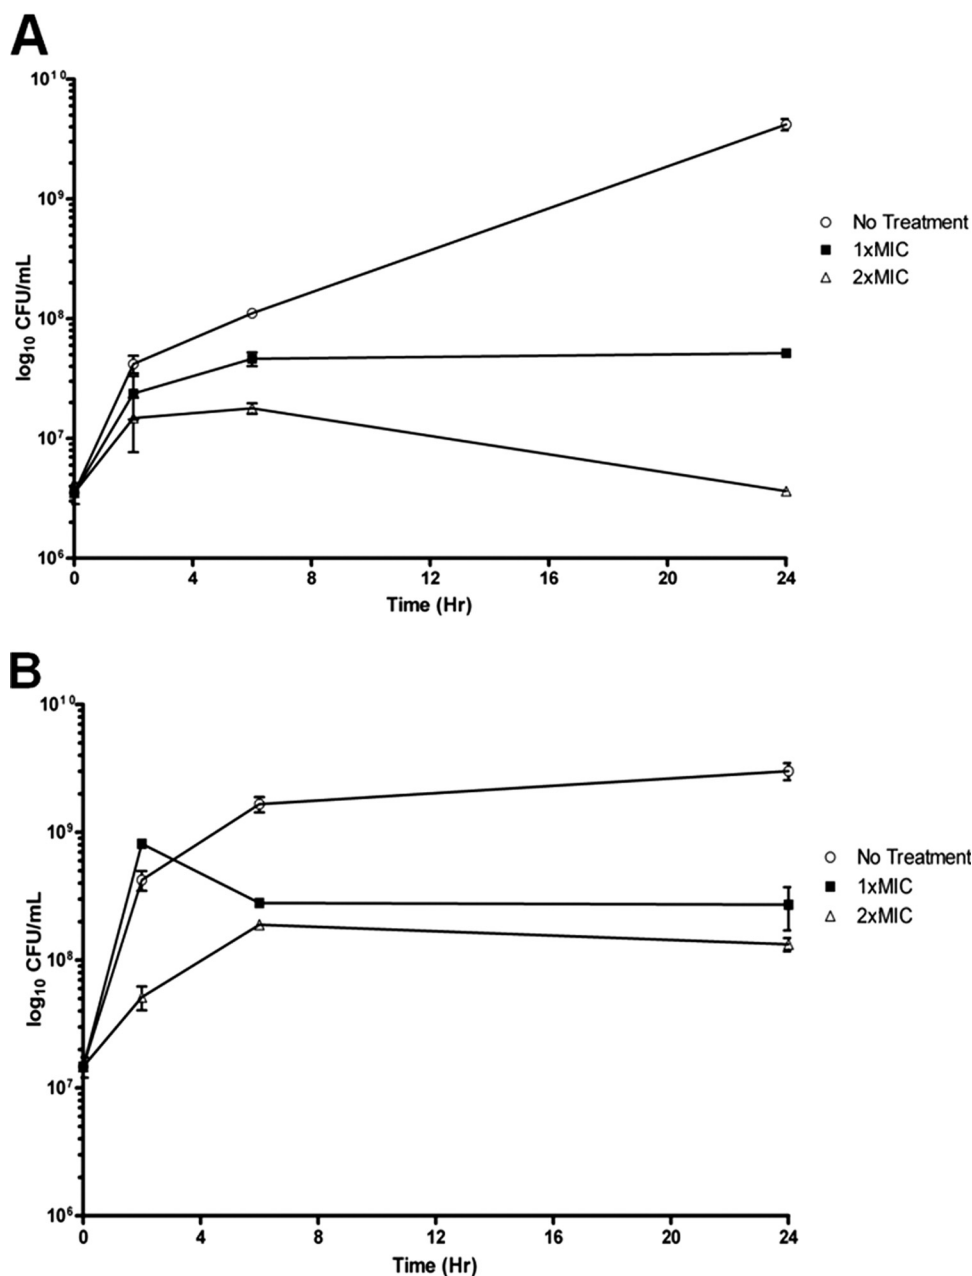 A
10^10
10^9
10^8
10^7
10^6
log10 CFU/mL
0 4 8 12 16 20 24
Time (Hr)
No Treatment
1xMIC
2xMIC
B
10^10
10^9
10^8
10^7
10^6
log10 CFU/mL
0 4 8 12 16 20 24
Time (Hr)
No Treatment
1xMIC
2xMIC